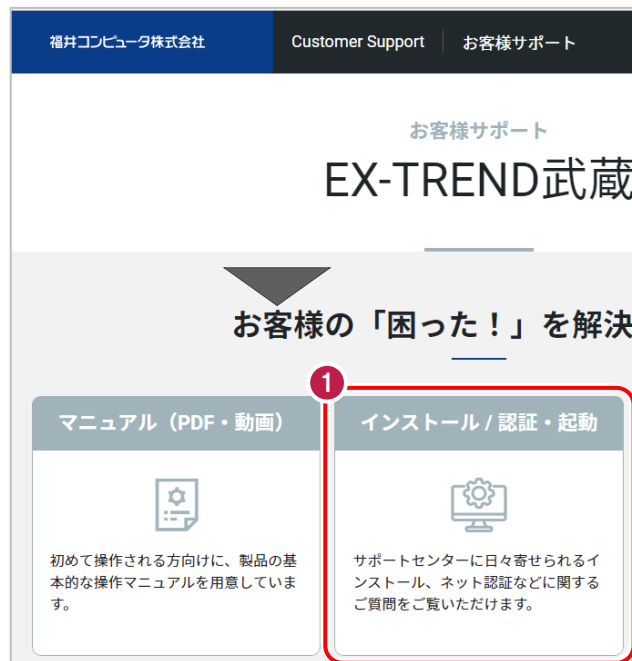 福井コンピュータ株式会社
Customer Support
お客様サポート
お客様サポート
EX-TREND武蔵
お客様の「困った！」を解決
1
マニュアル（PDF・動画）
インストール / 認証・起動
初めて操作される方向けに、製品の基
本的な操作マニュアルを用意していま
す。
サポートセンターに日々寄せられるイ
ンストール、ネット認証などに関する
ご質問をご覧いただけます。